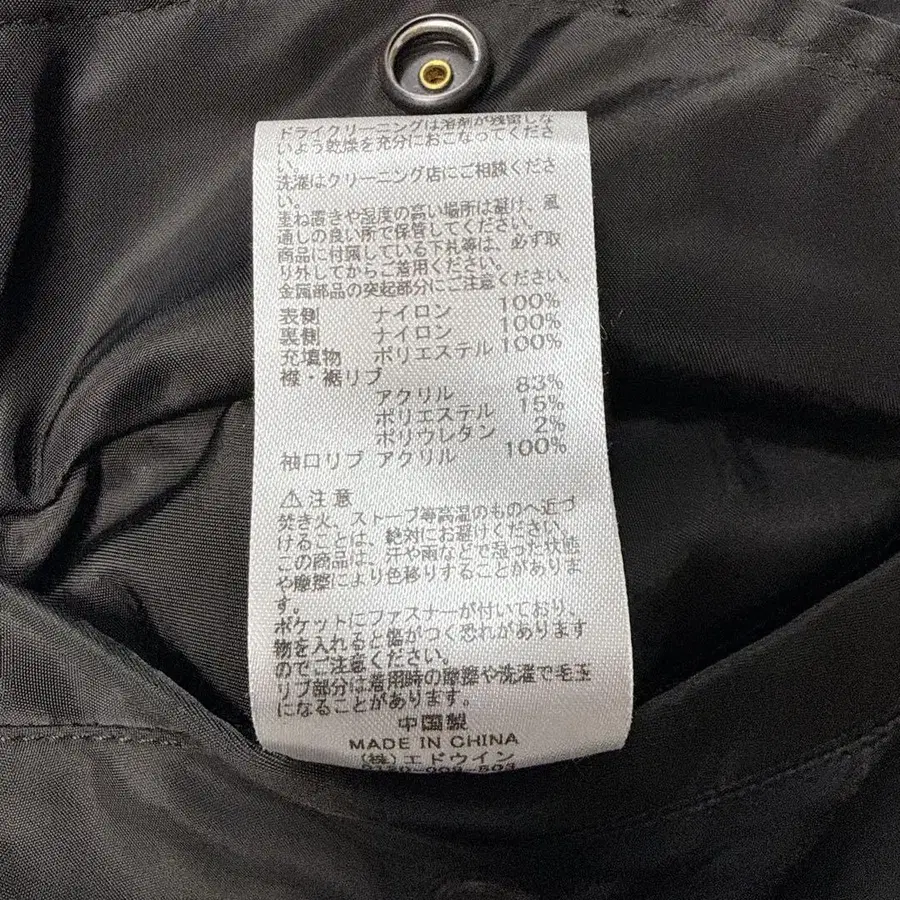 ドライクリーニングは溶剤が残留しな
いよう乾燥を充分におこなってくださ
い。
洗濯はクリーニング店にご相談くださ
い。
重ね置きや湿度の高い場所は避け、風
通しの良い所で保管してください。
商品に付属している下札等は、必ず取
り外してからご着用ください。
金属部品の突起部分にご注意ください。
表側 ナイロン 100%
裏側 ナイロン 100%
充填物 ポリエステル 100%
襟・裾リブ
アクリル 83%
ポリエステル 15%
ポリウレタン 2%
袖口リブ アクリル 100%
⚠注意
焚き火、ストーブ等高温のものへ近づ
けることは、絶対にお避けください。
この商品は、汗や雨などで湿った状態
や摩擦により色移りすることがありま
す。
ポケットにファスナーが付いており、
物を入れると傷がつく恐れがあります
のでご注意ください。
リブ部分は着用時の摩擦や洗濯で毛玉
になることがあります。
中国製
MADE IN CHINA
(株)エドウイン
0120-008-503